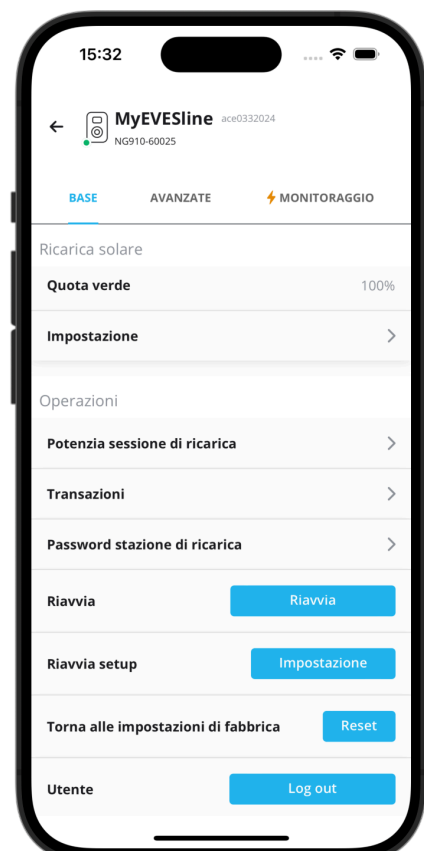 15:32
MyEVESline ace0332024
NG910-60025
BASE AVANZATE MONITORAGGIO
Ricarica solare
Quota verde 100%
Impostazione
Operazioni
Potenzia sessione di ricarica
Transazioni
Password stazione di ricarica
Riavvia Riavvia
Riavvia setup Impostazione
Torna alle impostazioni di fabbrica Reset
Utente Log out